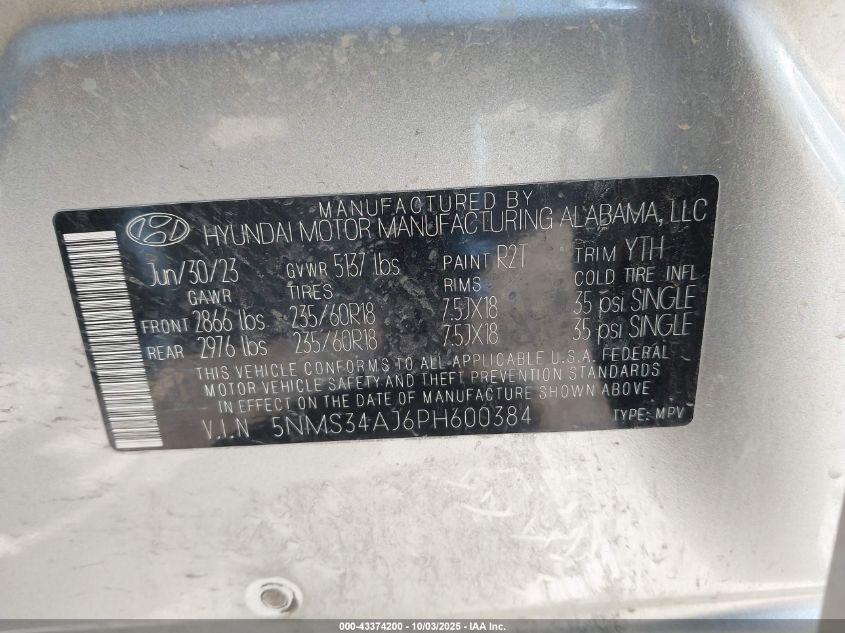 MANUFACTURED BY
HYUNDAI MOTOR MANUFACTURING ALABAMA, LLC
Jun/30/23 GVWR 5137 lbs PAINT R2T TRIM YTH
GAWR TIRES RIMS COLD TIRE INFL
FRONT 2866 lbs 235/60R18 7.5JX18 35 psi SINGLE
REAR 2976 lbs 235/60R18 7.5JX18 35 psi SINGLE
THIS VEHICLE CONFORMS TO ALL APPLICABLE U.S.A. FEDERAL
MOTOR VEHICLE SAFETY AND THEFT PREVENTION STANDARDS
IN EFFECT ON THE DATE OF MANUFACTURE SHOWN ABOVE
V.I.N 5NMS34AJ6PH600384 TYPE: MPV
000-43374200 - 10/03/2025 - IAA Inc.